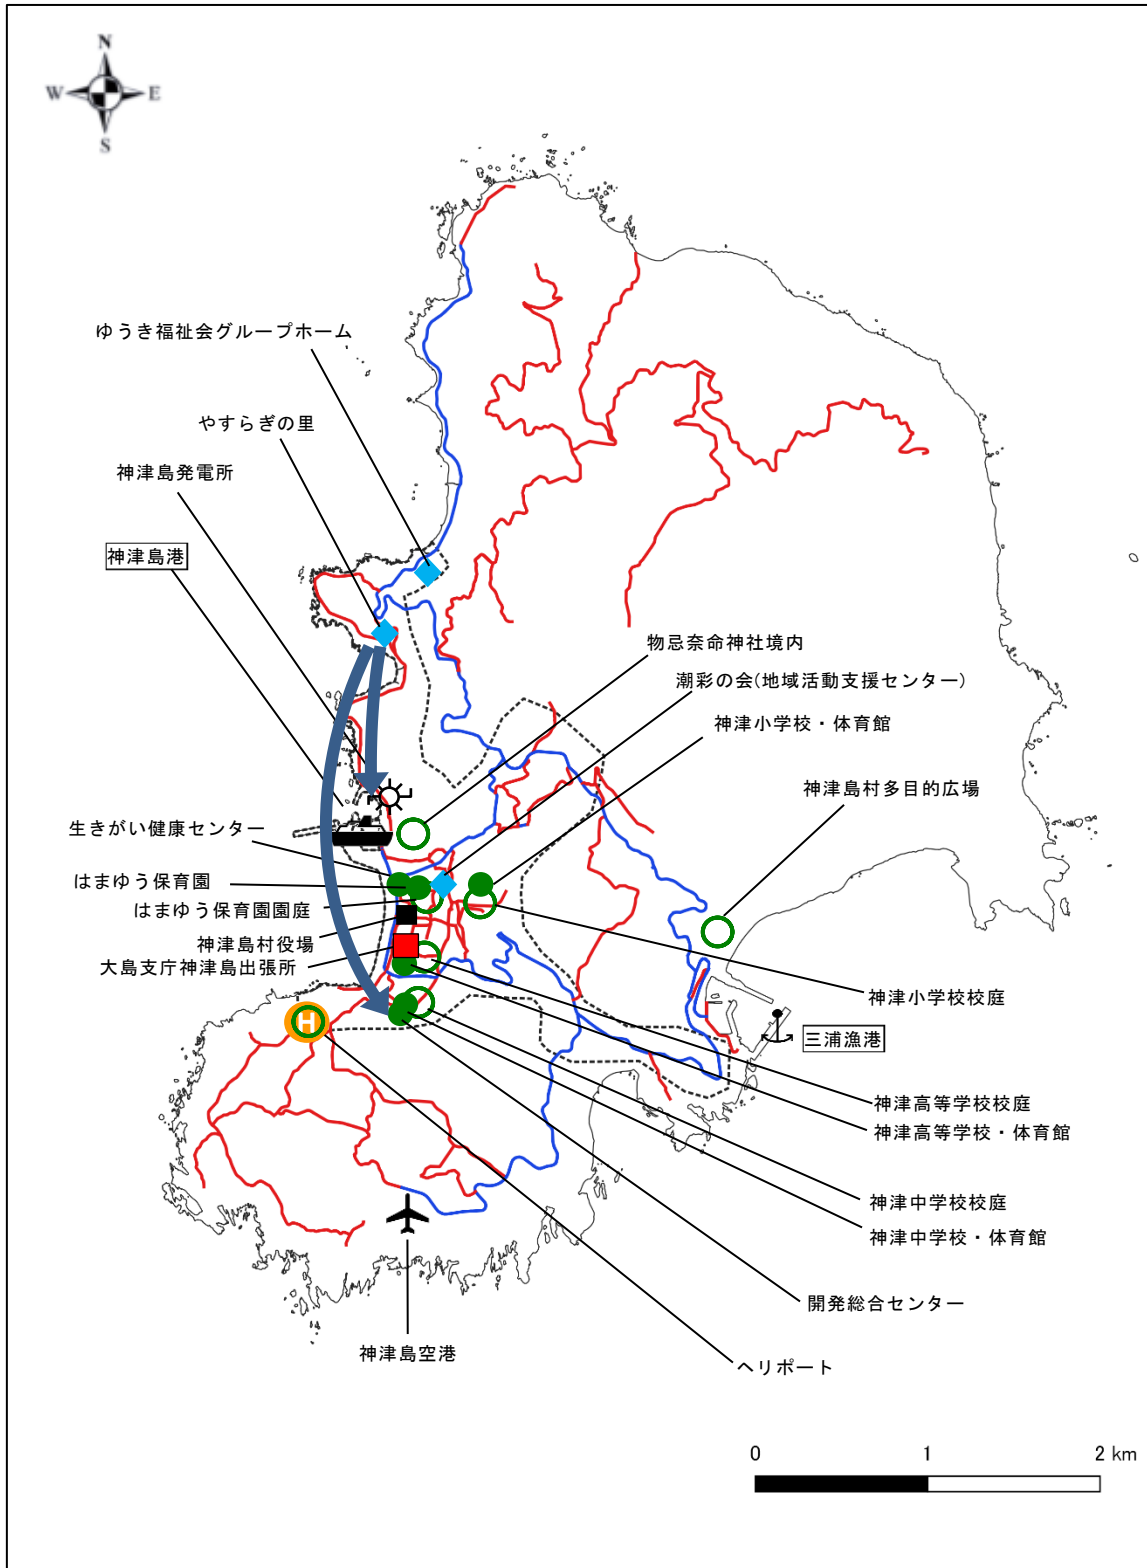 N
W E
S
ゆうき福祉会グループホーム
やすらぎの里
神津島発電所
神津島港
物忌奈命神社境内
潮彩の会(地域活動支援センター)
神津小学校・体育館
神津島村多目的広場
生きがい健康センター
はまゆう保育園
はまゆう保育園園庭
神津島村役場
大島支庁神津島出張所
神津小学校校庭
H
三浦漁港
神津高等学校校庭
神津高等学校・体育館
神津中学校校庭
神津中学校・体育館
開発総合センター
神津島空港
ヘリポート
0 1 2 km